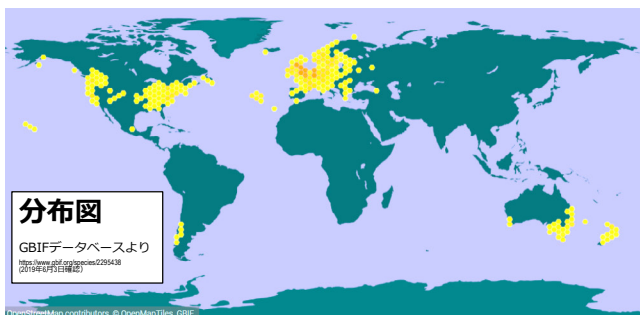 分布図
GBIFデータベースより
https://www.gbif.org/species/2295438
(2019年6月3日確認)
OpenStreetMap contributors, © OpenMapTiles, GBIF